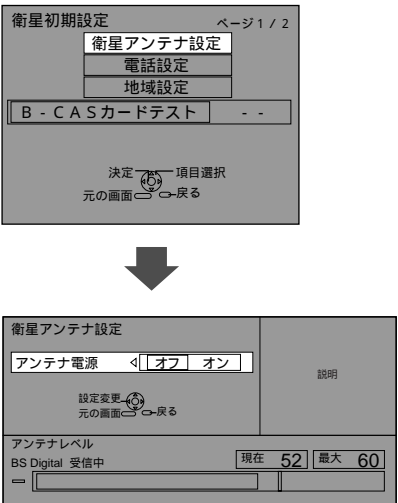 衛星初期設定 ページ1 / 2
衛星アンテナ設定
電話設定
地域設定
B - CASカードテスト - -
決定 項目選択
元の画面 戻る
衛星アンテナ設定
アンテナ電源 オフ オン
説明
設定変更
元の画面 戻る
アンテナレベル
BS Digital 受信中 現在 52 最大 60